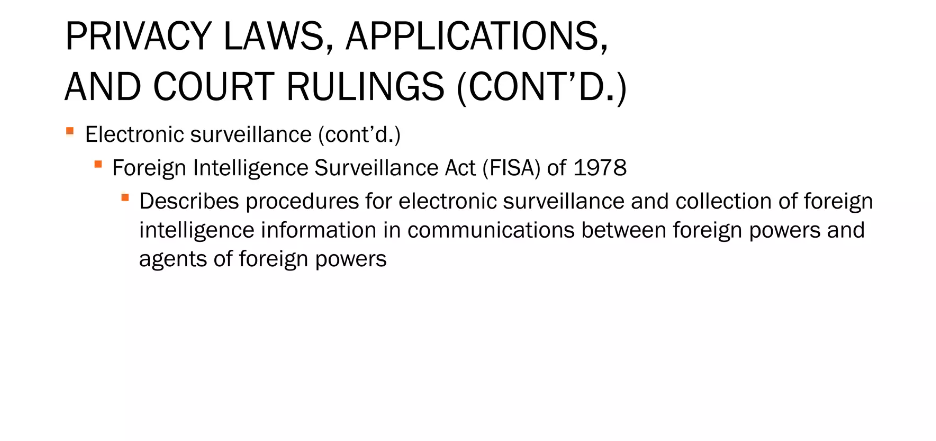 PRIVACY LAWS, APPLICATIONS,
AND COURT RULINGS (CONT’D.)
Electronic surveillance (cont’d.)
Foreign Intelligence Surveillance Act (FISA) of 1978
Describes procedures for electronic surveillance and collection of foreign
intelligence information in communications between foreign powers and
agents of foreign powers